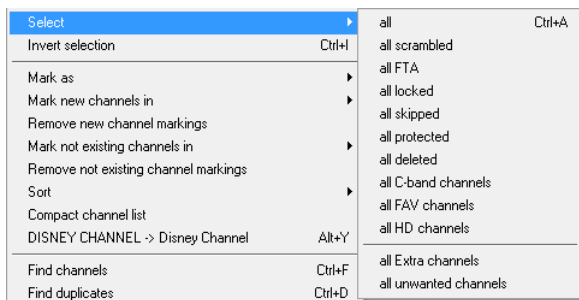 Select
Invert selection Ctrl+I
Mark as
Mark new channels in
Remove new channel markings
Mark not existing channels in
Remove not existing channel markings
Sort
Compact channel list
DISNEY CHANNEL -> Disney Channel Alt+Y
Find channels Ctrl+F
Find duplicates Ctrl+D
all Ctrl+A
all scrambled
all FTA
all locked
all skipped
all protected
all deleted
all C-band channels
all FAV channels
all HD channels
all Extra channels
all unwanted channels